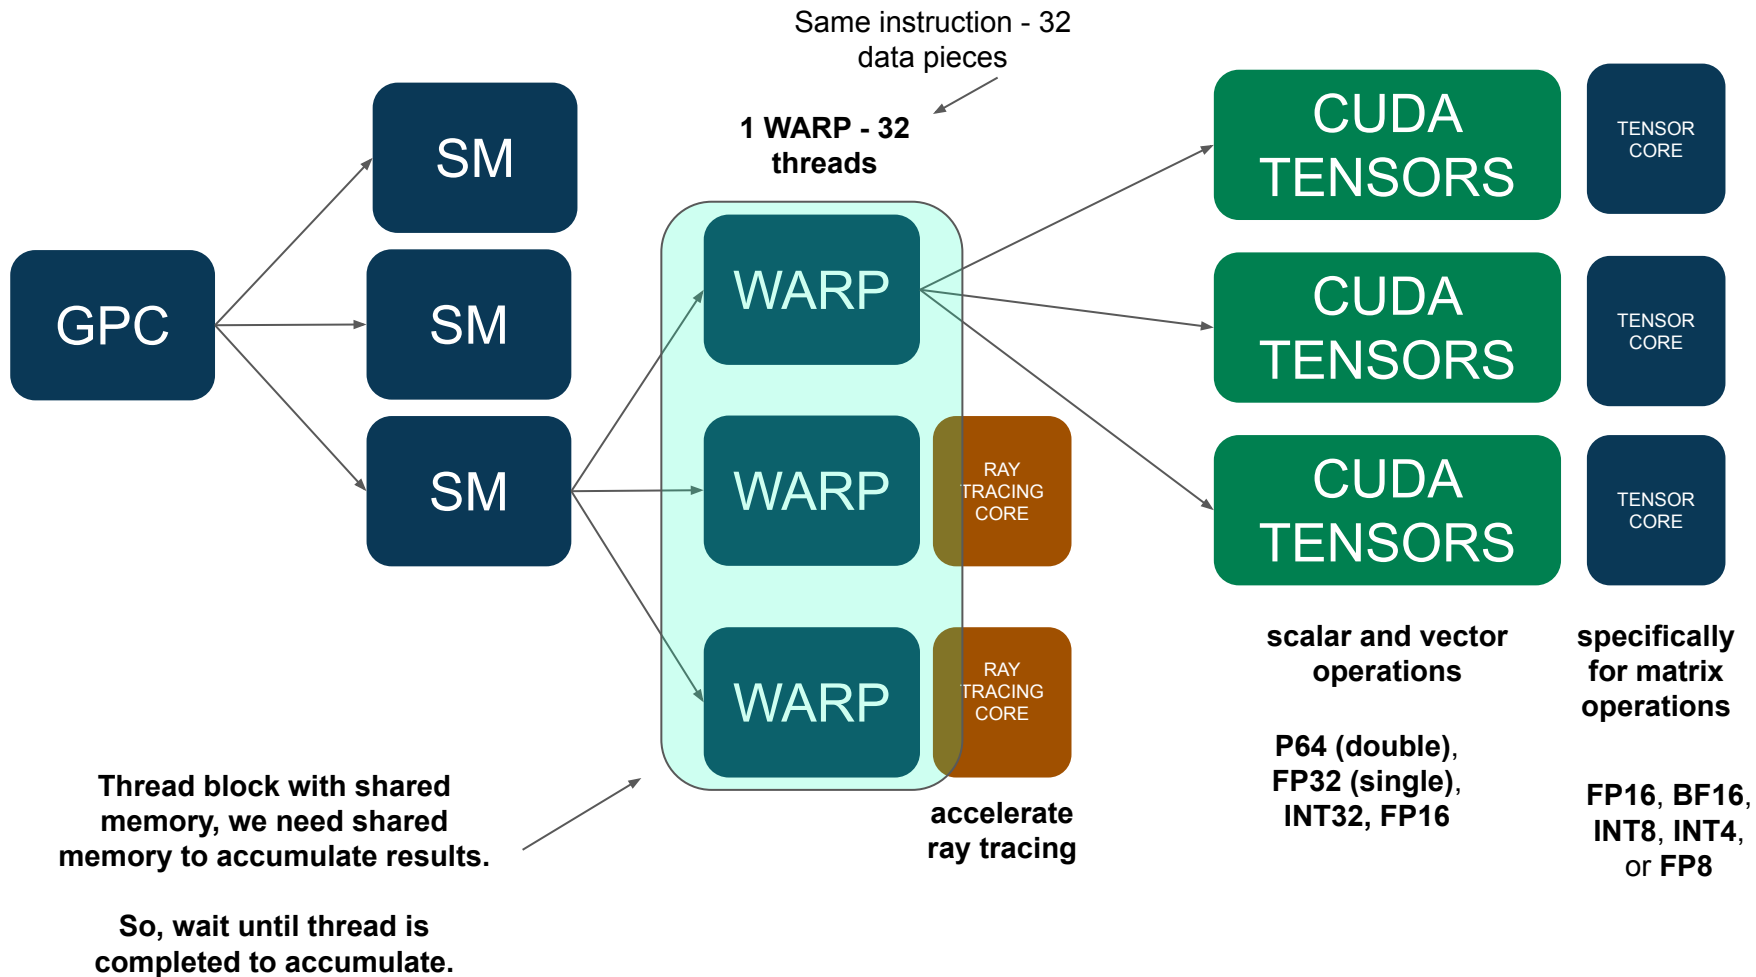 Same instruction - 32
data pieces
1 WARP - 32
threads
GPC
SM
SM
SM
WARP
WARP
WARP
RAY
TRACING
CORE
RAY
TRACING
CORE
accelerate
ray tracing
CUDA
TENSORS
CUDA
TENSORS
CUDA
TENSORS
TENSOR
CORE
TENSOR
CORE
TENSOR
CORE
scalar and vector
operations
P64 (double),
FP32 (single),
INT32, FP16
specifically
for matrix
operations
FP16, BF16,
INT8, INT4,
or FP8
Thread block with shared
memory, we need shared
memory to accumulate results.
So, wait until thread is
completed to accumulate.